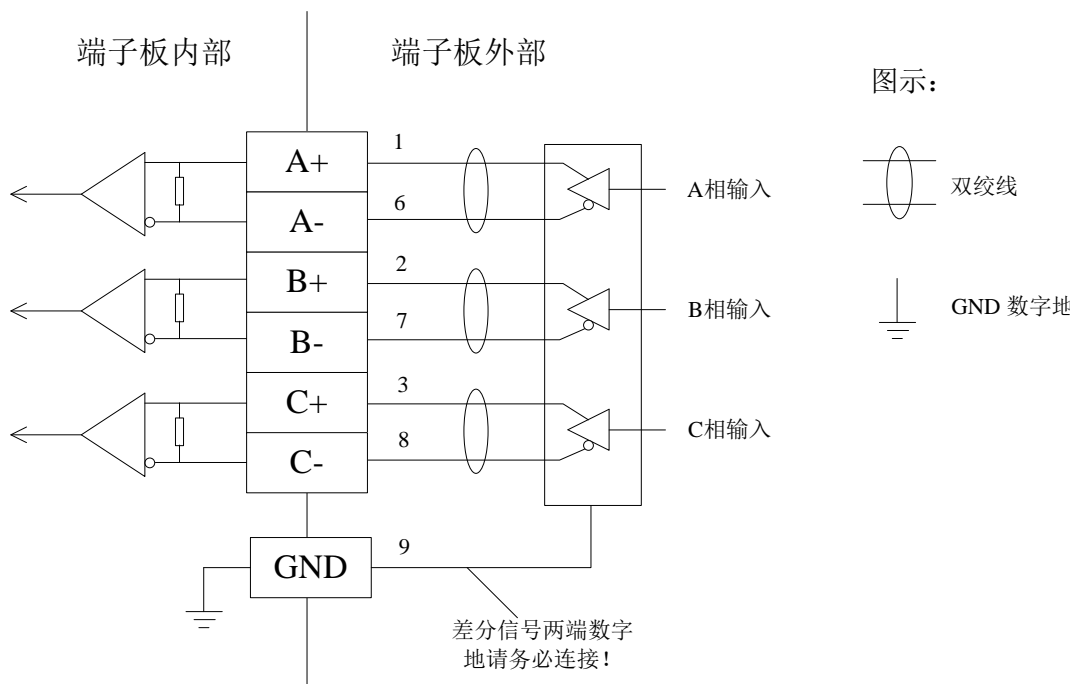 端子板内部
端子板外部
图示：
A+
1
A-
6
A相输入
双绞线
B+
2
B-
7
B相输入
GND 数字地
C+
3
C-
8
C相输入
GND
9
差分信号两端数字
地请务必连接！